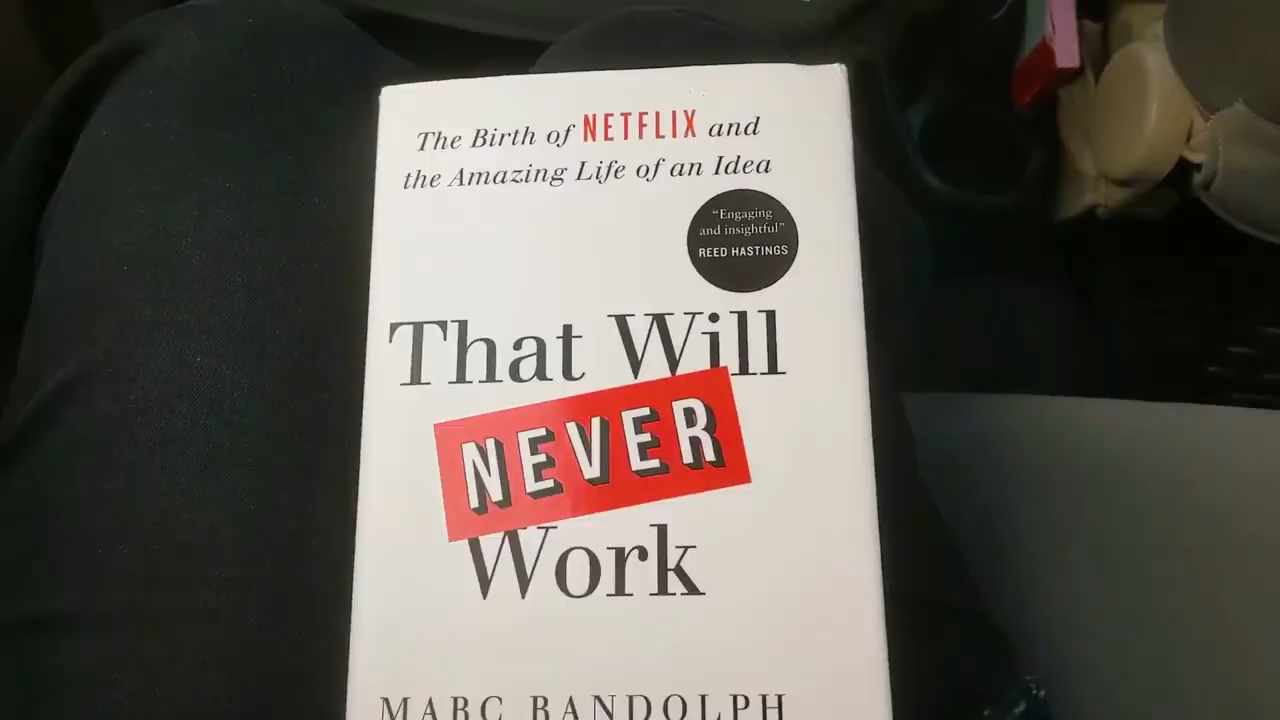 The Birth of NETFLIX and
the Amazing Life of an Idea
“Engaging
and insightful”
REED HASTINGS
That Will
NEVER
Work
MARC RANDOLPH